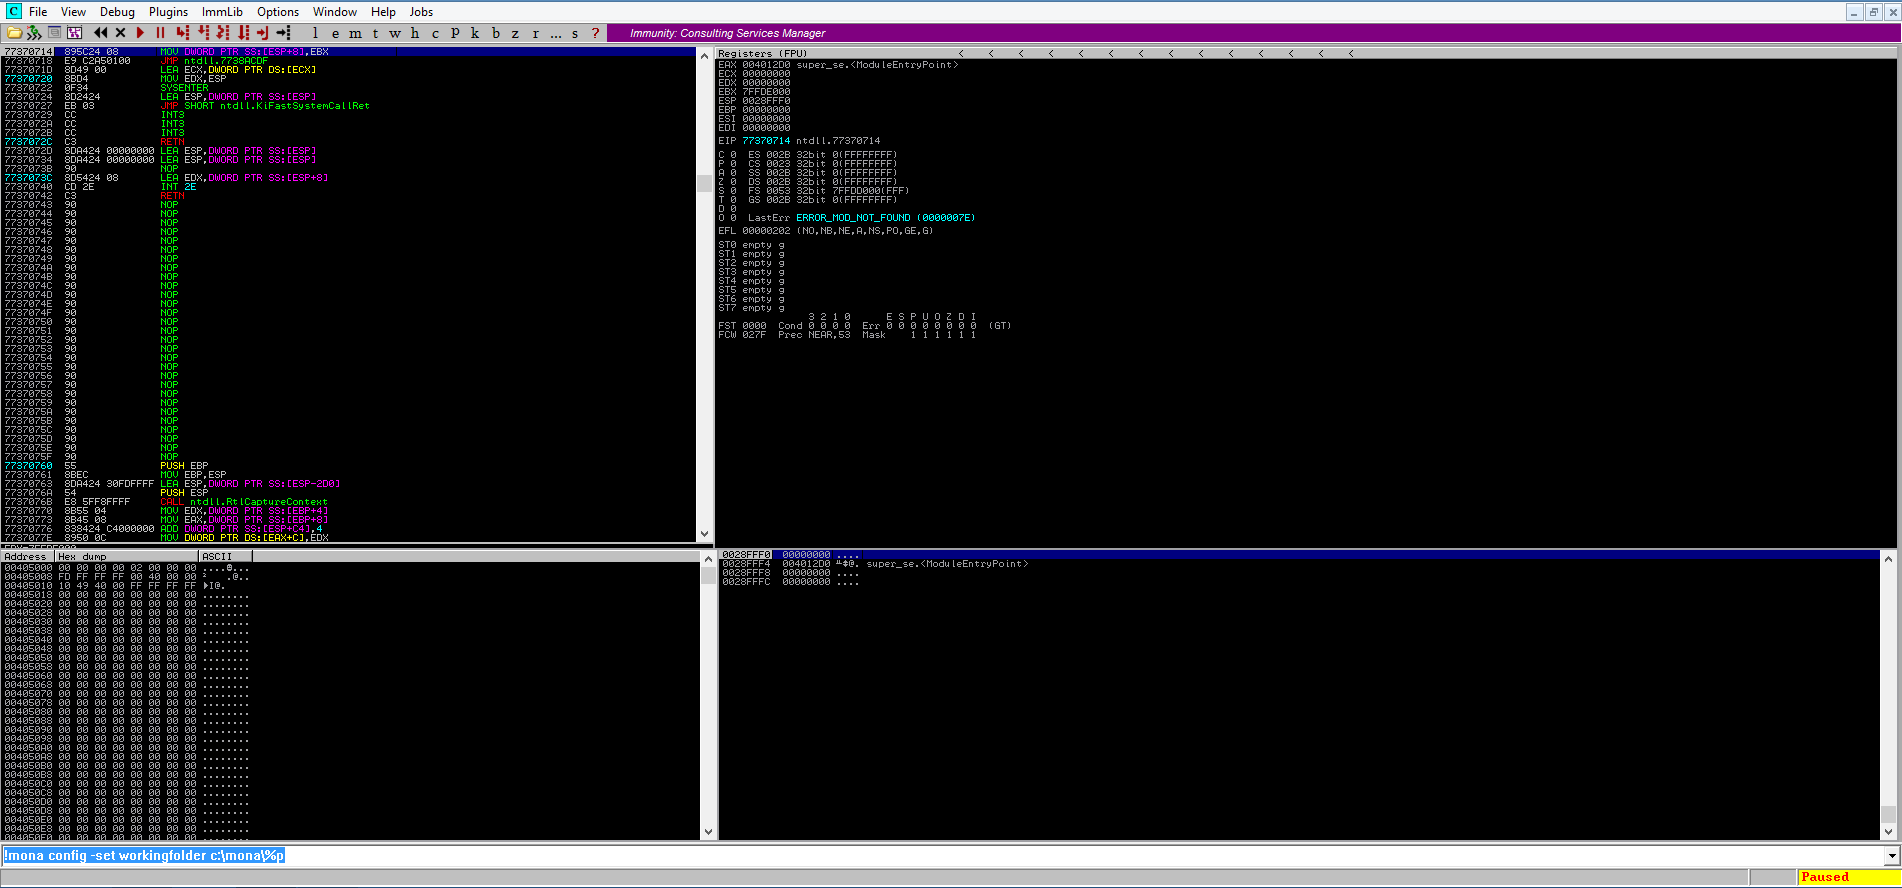 File View Debug Plugins ImmLib Options Window Help Jobs
l e m t w h c p k b z r ... s ?
Immunity: Consulting Services Manager
77370714 895C24 08 MOV DWORD PTR SS:[ESP+8],EBX
77370718 E9 C2A50100 JMP ntdll.7738ACDF
7737071D 8D49 00 LEA ECX,DWORD PTR DS:[ECX]
77370720 8BD4 MOV EDX,ESP
77370722 0F34 SYSENTER
77370724 8D2424 LEA ESP,DWORD PTR SS:[ESP]
77370727 EB 03 JMP SHORT ntdll.KiFastSystemCallRet
77370729 CC INT3
7737072A CC INT3
7737072B CC INT3
7737072C C3 RETN
7737072D 8DA424 00000000 LEA ESP,DWORD PTR SS:[ESP]
77370734 8DA424 00000000 LEA ESP,DWORD PTR SS:[ESP]
7737073B 90 NOP
7737073C 8D5424 08 LEA EDX,DWORD PTR SS:[ESP+8]
77370740 CD 2E INT 2E
77370742 C3 RETN
77370743 90 NOP
77370744 90 NOP
77370745 90 NOP
77370746 90 NOP
77370747 90 NOP
77370748 90 NOP
77370749 90 NOP
7737074A 90 NOP
7737074B 90 NOP
7737074C 90 NOP
7737074D 90 NOP
7737074E 90 NOP
7737074F 90 NOP
77370750 90 NOP
77370751 90 NOP
77370752 90 NOP
77370753 90 NOP
77370754 90 NOP
77370755 90 NOP
77370756 90 NOP
77370757 90 NOP
77370758 90 NOP
77370759 90 NOP
7737075A 90 NOP
7737075B 90 NOP
7737075C 90 NOP
7737075D 90 NOP
7737075E 90 NOP
7737075F 90 NOP
77370760 55 PUSH EBP
77370761 8BEC MOV EBP,ESP
77370763 8DA424 30FDFFFF LEA ESP,DWORD PTR SS:[ESP-2D0]
7737076A 54 PUSH ESP
7737076B E8 5FF8FFFF CALL ntdll.RtlCaptureContext
77370770 8B55 04 MOV EDX,DWORD PTR SS:[EBP+4]
77370773 8B45 08 MOV EAX,DWORD PTR SS:[EBP+8]
77370776 838424 C4000000 ADD DWORD PTR SS:[ESP+C4],4
7737077E 8950 0C MOV DWORD PTR DS:[EAX+C],EDX
Registers (FPU) < < < < < < < < < < < < < <
EAX 004012D0 super_se.<ModuleEntryPoint>
ECX 00000000
EDX 00000000
EBX 7FFDE000
ESP 0028FFF0
EBP 00000000
ESI 00000000
EDI 00000000
EIP 77370714 ntdll.77370714
C 0 ES 002B 32bit 0(FFFFFFFF)
P 0 CS 0023 32bit 0(FFFFFFFF)
A 0 SS 002B 32bit 0(FFFFFFFF)
Z 0 DS 002B 32bit 0(FFFFFFFF)
S 0 FS 0053 32bit 7FFDD000(FFF)
T 0 GS 002B 32bit 0(FFFFFFFF)
D 0
O 0 LastErr ERROR_MOD_NOT_FOUND (0000007E)
EFL 00000202 (NO,NB,NE,A,NS,PO,GE,G)
ST0 empty g
ST1 empty g
ST2 empty g
ST3 empty g
ST4 empty g
ST5 empty g
ST6 empty g
ST7 empty g
3 2 1 0 E S P U O Z D I
FST 0000 Cond 0 0 0 0 Err 0 0 0 0 0 0 0 0 (GT)
FCW 027F Prec NEAR,53 Mask 1 1 1 1 1 1
Address Hex dump ASCII
00405000 00 00 00 00 02 00 00 00 ....☻...
00405008 FD FF FF FF 00 40 00 00 ² .@..
00405010 10 49 40 00 FF FF FF FF ►I@.
00405018 00 00 00 00 00 00 00 00 ........
00405020 00 00 00 00 00 00 00 00 ........
00405028 00 00 00 00 00 00 00 00 ........
00405030 00 00 00 00 00 00 00 00 ........
00405038 00 00 00 00 00 00 00 00 ........
00405040 00 00 00 00 00 00 00 00 ........
00405048 00 00 00 00 00 00 00 00 ........
00405050 00 00 00 00 00 00 00 00 ........
00405058 00 00 00 00 00 00 00 00 ........
00405060 00 00 00 00 00 00 00 00 ........
00405068 00 00 00 00 00 00 00 00 ........
00405070 00 00 00 00 00 00 00 00 ........
00405078 00 00 00 00 00 00 00 00 ........
00405080 00 00 00 00 00 00 00 00 ........
00405088 00 00 00 00 00 00 00 00 ........
00405090 00 00 00 00 00 00 00 00 ........
00405098 00 00 00 00 00 00 00 00 ........
004050A0 00 00 00 00 00 00 00 00 ........
004050A8 00 00 00 00 00 00 00 00 ........
004050B0 00 00 00 00 00 00 00 00 ........
004050B8 00 00 00 00 00 00 00 00 ........
004050C0 00 00 00 00 00 00 00 00 ........
004050C8 00 00 00 00 00 00 00 00 ........
004050D0 00 00 00 00 00 00 00 00 ........
004050D8 00 00 00 00 00 00 00 00 ........
004050E0 00 00 00 00 00 00 00 00 ........
004050E8 00 00 00 00 00 00 00 00 ........
004050F0 00 00 00 00 00 00 00 00 ........
0028FFF0 00000000 ....
0028FFF4 004012D0 ╨‡@. super_se.<ModuleEntryPoint>
0028FFF8 00000000 ....
0028FFFC 00000000 ....
!mona config -set workingfolder c:\mona\%p
Paused